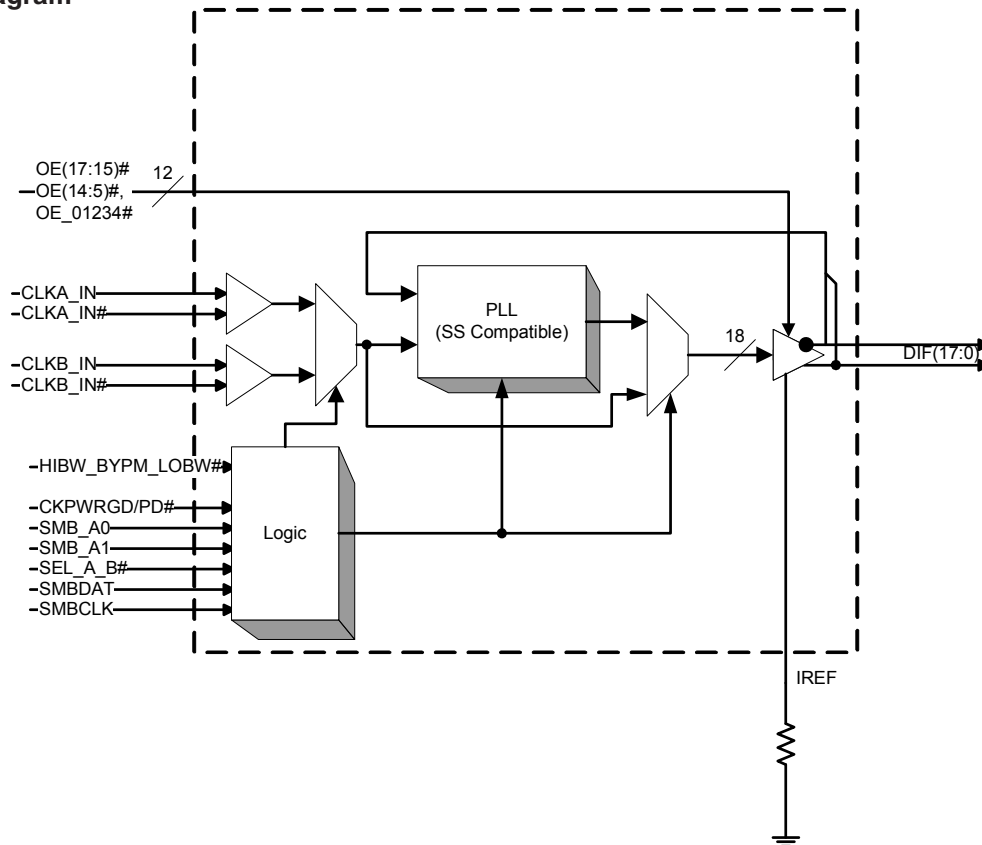 OE(17:15)#
OE(14:5)#,
OE_01234#
12
CLKA_IN
CLKA_IN#
CLKB_IN
CLKB_IN#
PLL
(SS Compatible)
18
DIF(17:0)
HIBW_BYPM_LOBW#
CKPWRGD/PD#
SMB_A0
SMB_A1
SEL_A_B#
SMBDAT
SMBCLK
Logic
IREF